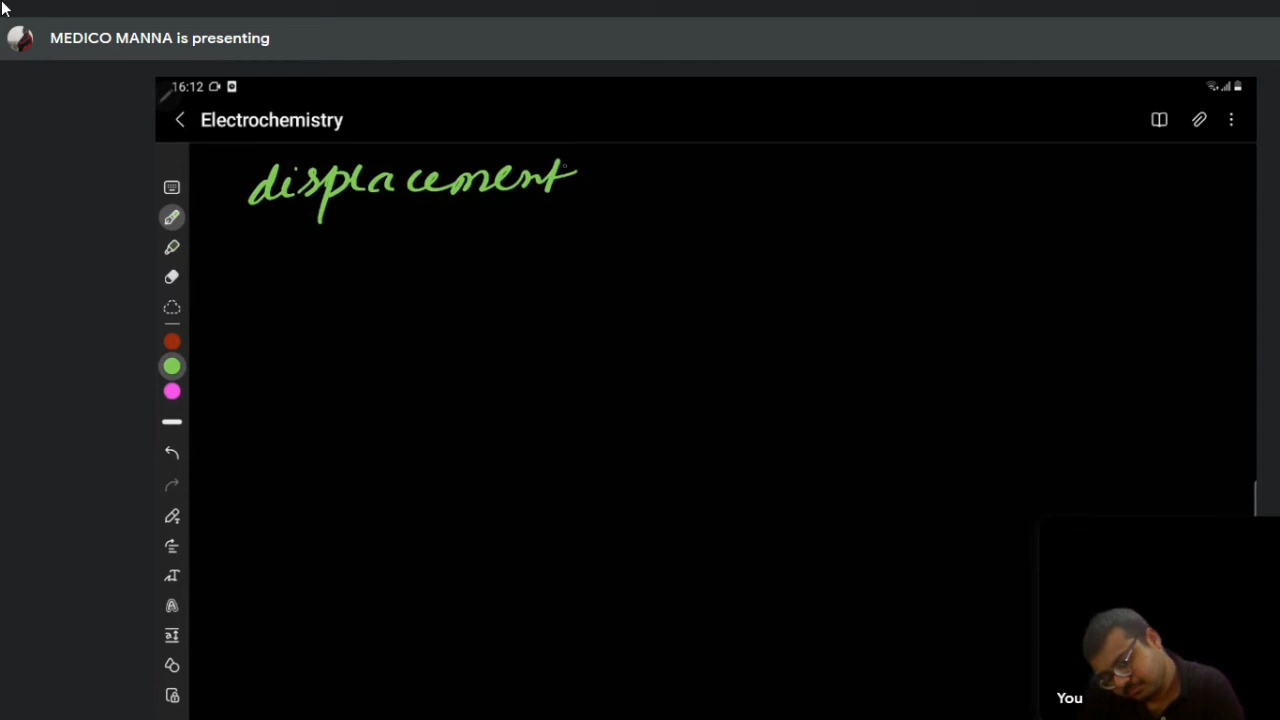 MEDICO MANNA is presenting
16:12
Electrochemistry
displacement
You